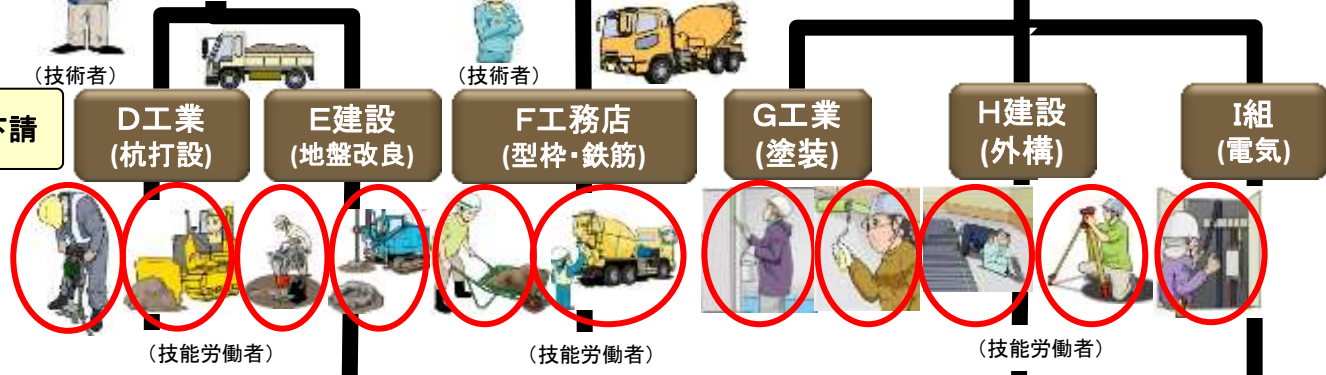 (技術者)
(技術者)
下請
D工業
(杭打設)
E建設
(地盤改良)
F工務店
(型枠・鉄筋)
G工業
(塗装)
H建設
(外構)
I組
(電気)
(技能労働者)
(技能労働者)
(技能労働者)